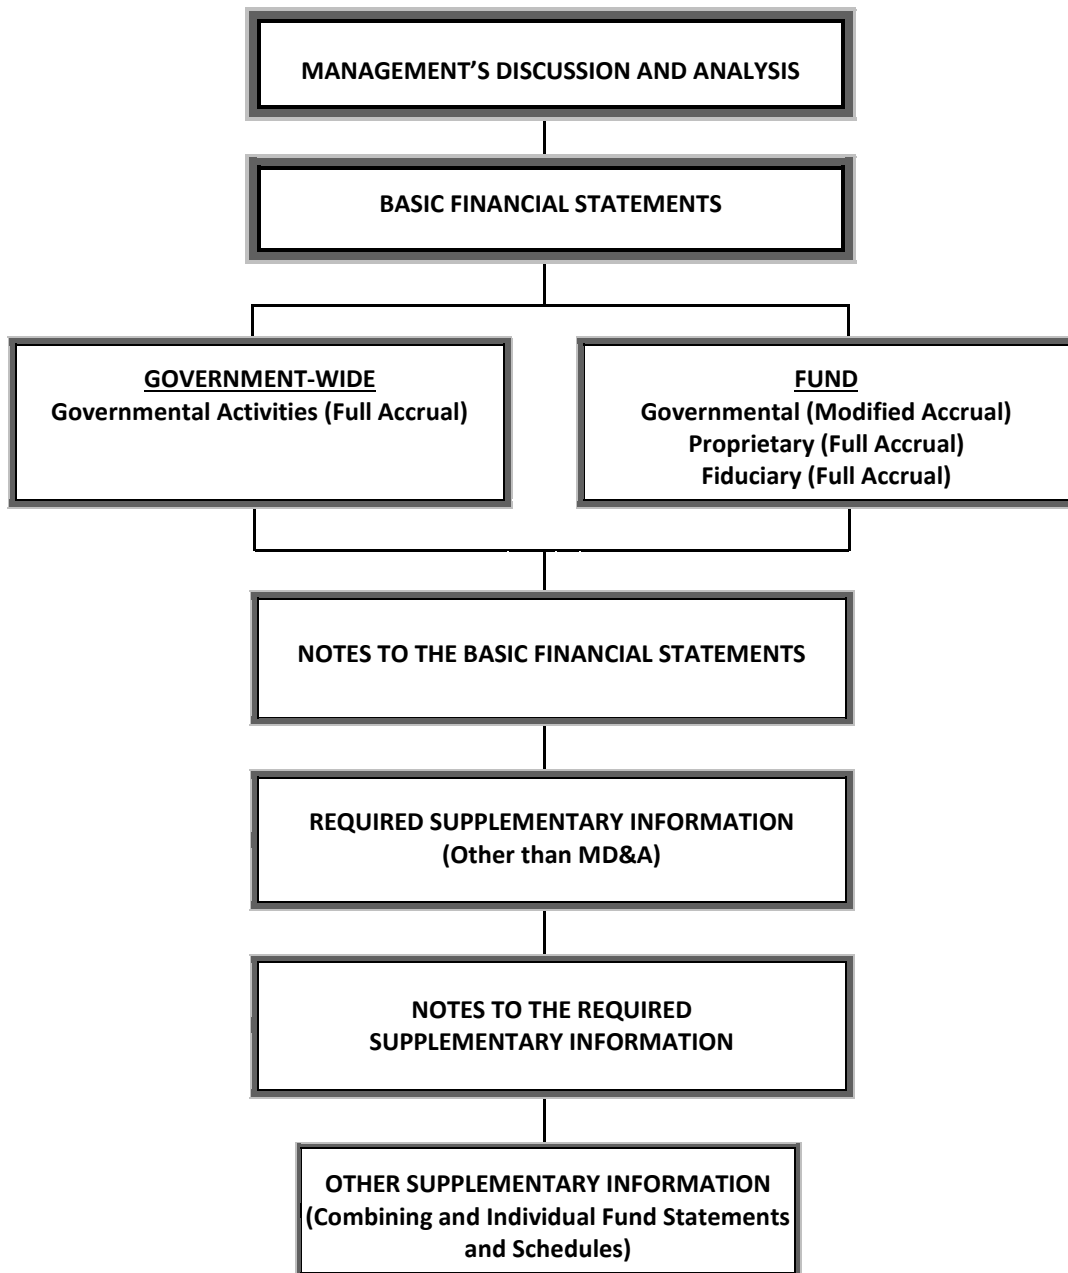 MANAGEMENT’S DISCUSSION AND ANALYSIS
BASIC FINANCIAL STATEMENTS
GOVERNMENT-WIDE
Governmental Activities (Full Accrual)
FUND
Governmental (Modified Accrual)
Proprietary (Full Accrual)
Fiduciary (Full Accrual)
NOTES TO THE BASIC FINANCIAL STATEMENTS
REQUIRED SUPPLEMENTARY INFORMATION
(Other than MD&A)
NOTES TO THE REQUIRED
SUPPLEMENTARY INFORMATION
OTHER SUPPLEMENTARY INFORMATION
(Combining and Individual Fund Statements
and Schedules)